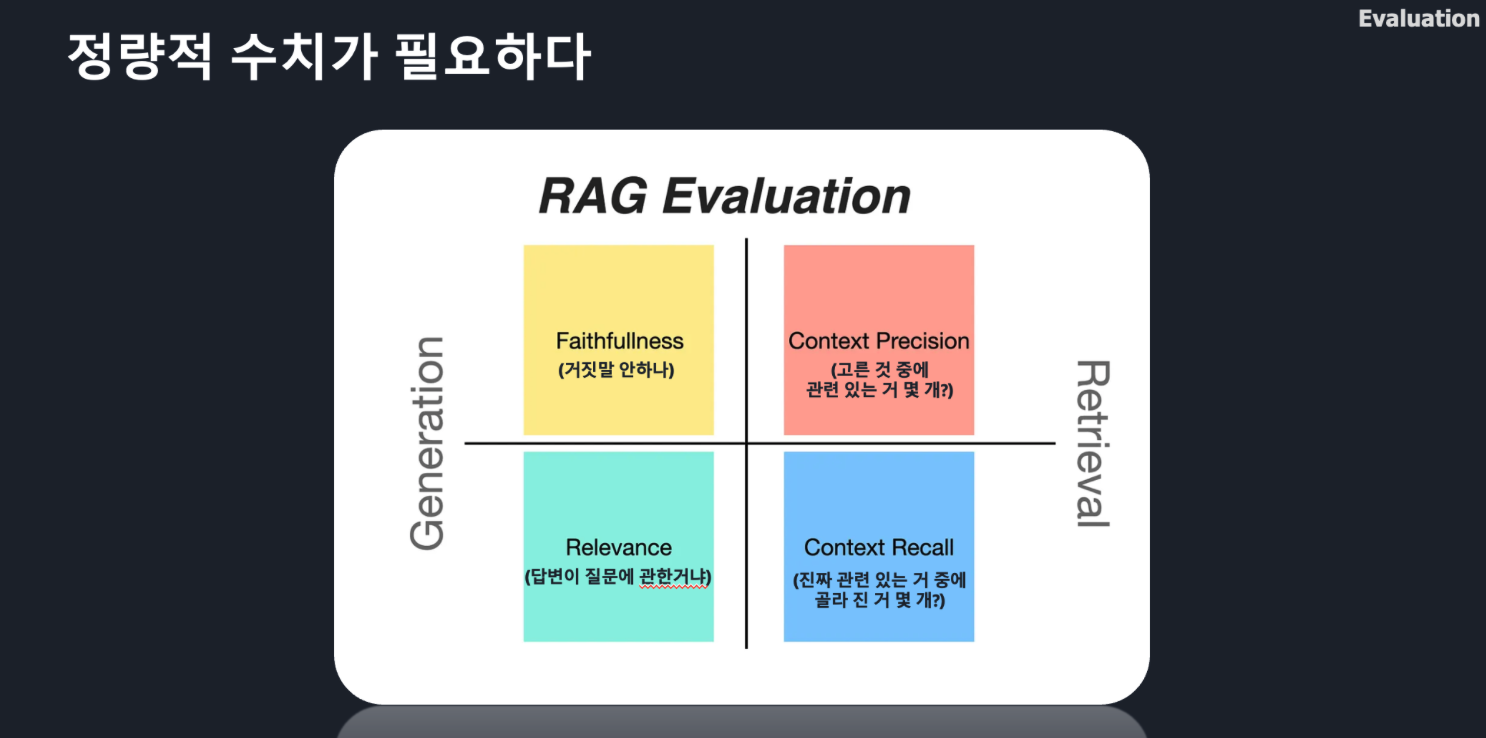 Evaluation
정량적 수치가 필요하다
RAG Evaluation
Generation
Faithfullness
(거짓말 안하나)
Context Precision
(고른 것 중에
관련 있는 거 몇 개?)
Relevance
(답변이 질문에 관한거냐)
Context Recall
(진짜 관련 있는 거 중에
골라 진 거 몇 개?)
Retrieval